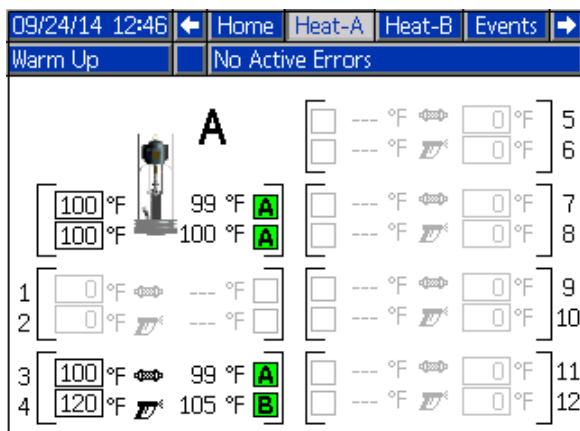 09/24/14 12:46 Home Heat-A Heat-B Events
Warm Up No Active Errors
A
--- °F 0 °F 5
--- °F 0 °F 6
100 °F 99 °F A
100 °F 100 °F A
--- °F 0 °F 7
--- °F 0 °F 8
1 0 °F --- °F
2 0 °F --- °F
--- °F 0 °F 9
--- °F 0 °F 10
3 100 °F 99 °F A
4 120 °F 105 °F B
--- °F 0 °F 11
--- °F 0 °F 12